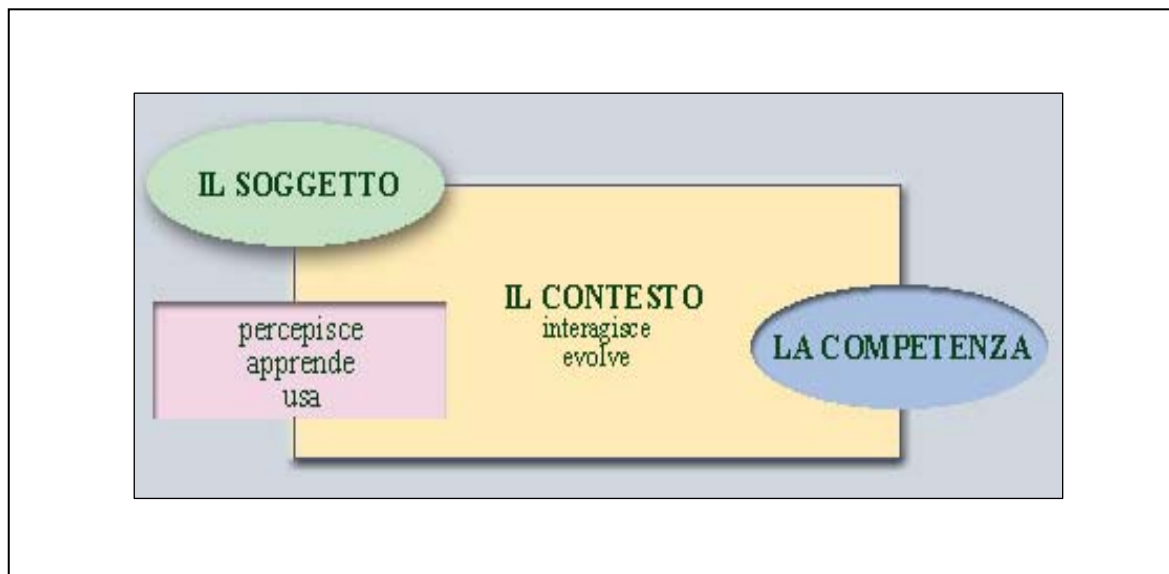 IL SOGGETTO
percepisce
apprende
usa
IL CONTESTO
interagisce
evolve
LA COMPETENZA